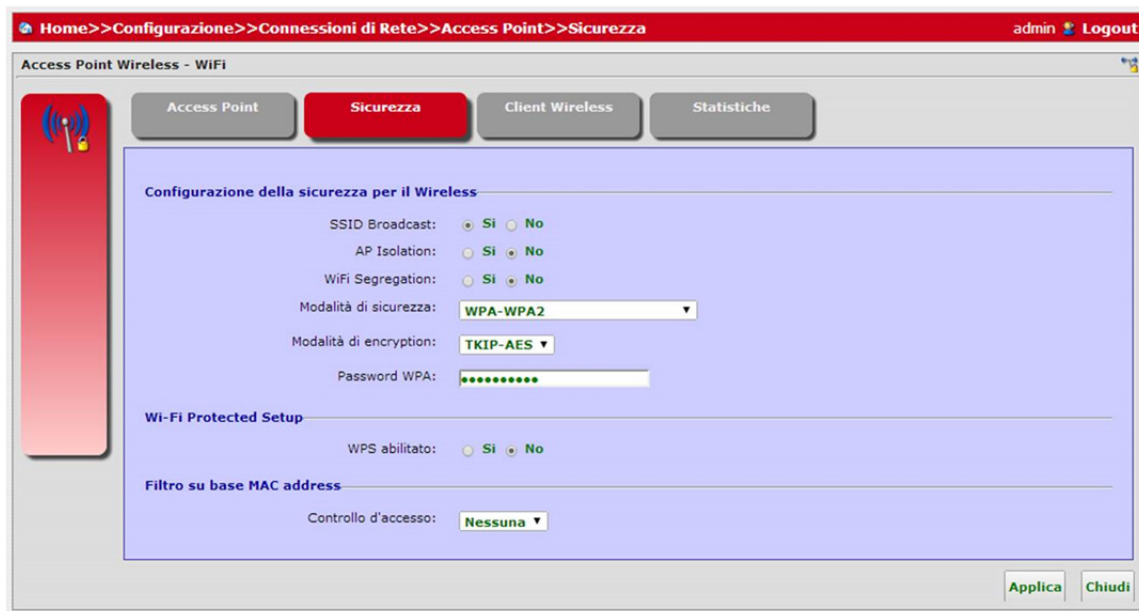 Home>>Configurazione>>Connessioni di Rete>>Access Point>>Sicurezza admin Logout
Access Point Wireless - WiFi
Access Point Sicurezza Client Wireless Statistiche
Configurazione della sicurezza per il Wireless
SSID Broadcast: Si No
AP Isolation: Si No
WiFi Segregation: Si No
Modalità di sicurezza: WPA-WPA2
Modalità di encryption: TKIP-AES
Password WPA: ••••••••••
Wi-Fi Protected Setup
WPS abilitato: Si No
Filtro su base MAC address
Controllo d'accesso: Nessuna
Applica Chiudi